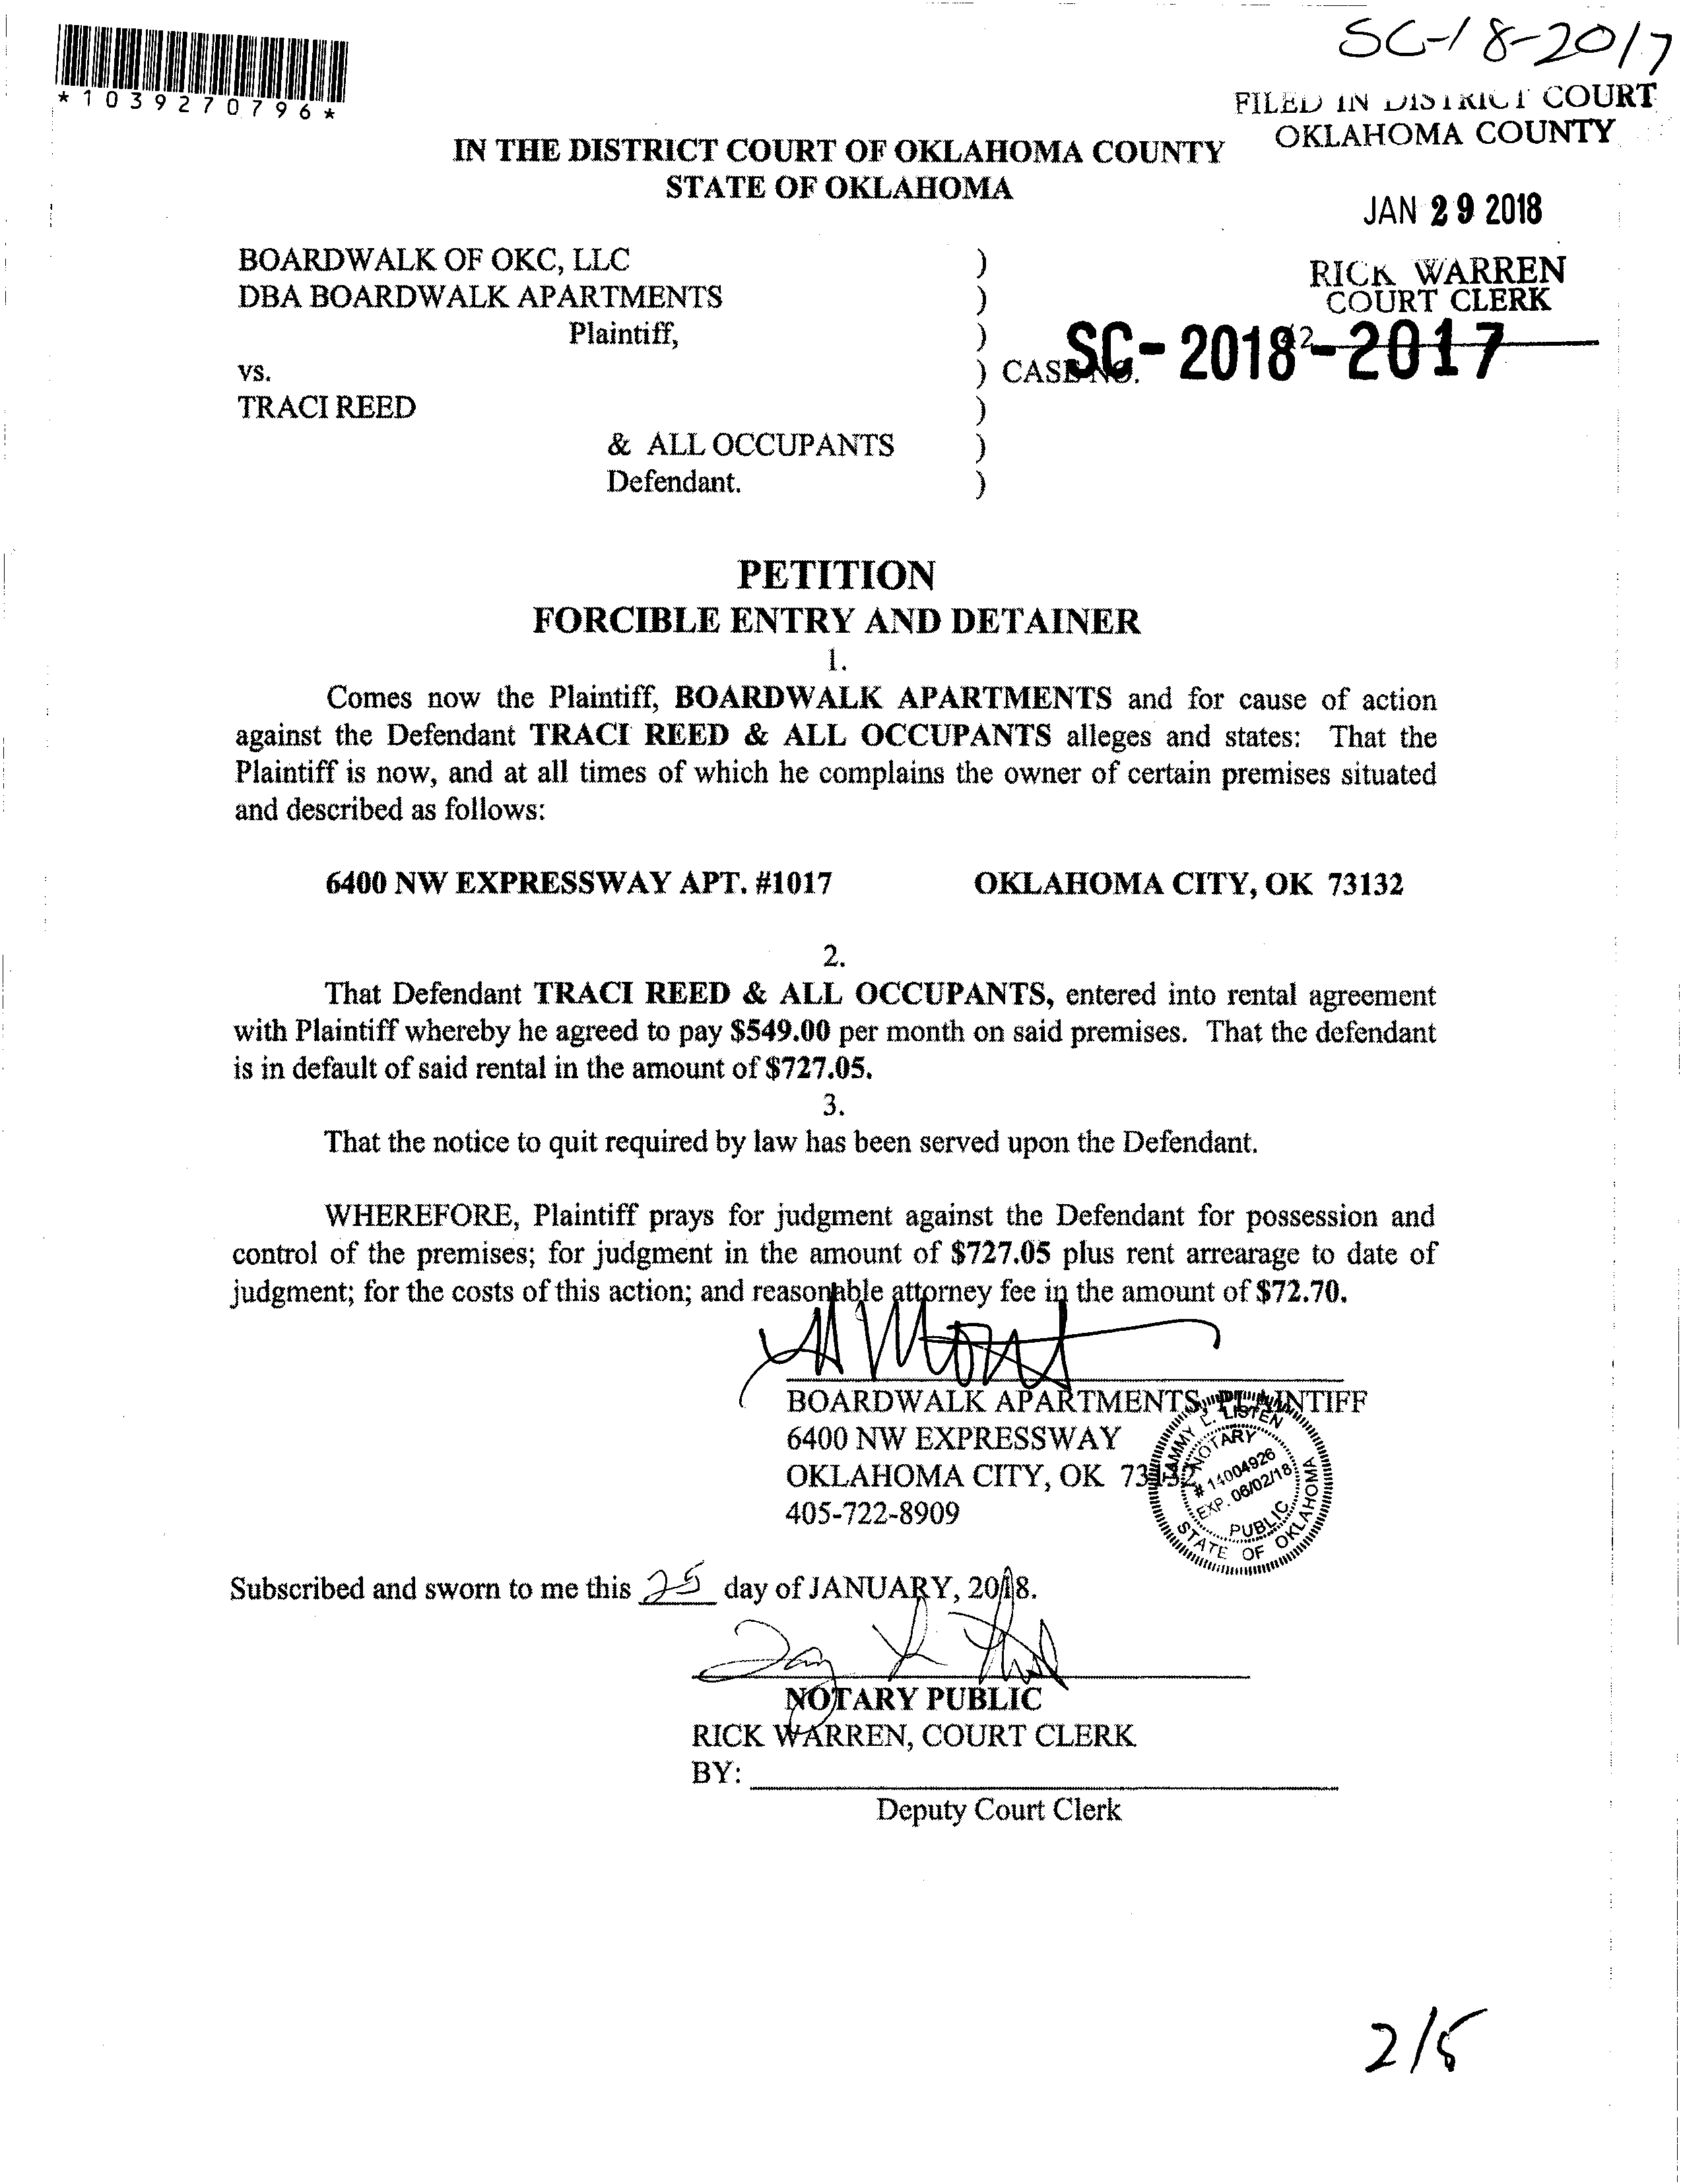 SC-18-2017
*1039270796*
FILED IN DISTRICT COURT
OKLAHOMA COUNTY
IN THE DISTRICT COURT OF OKLAHOMA COUNTY
STATE OF OKLAHOMA
JAN 29 2018
RICK WARREN
COURT CLERK
BOARDWALK OF OKC, LLC )
DBA BOARDWALK APARTMENTS )
Plaintiff, )
vs. ) CASE NO. SC-2018-2017
TRACI REED )
& ALL OCCUPANTS )
Defendant. )
PETITION
FORCIBLE ENTRY AND DETAINER
1.
Comes now the Plaintiff, BOARDWALK APARTMENTS and for cause of action
against the Defendant TRACI REED & ALL OCCUPANTS alleges and states: That the
Plaintiff is now, and at all times of which he complains the owner of certain premises situated
and described as follows:
6400 NW EXPRESSWAY APT. #1017 OKLAHOMA CITY, OK 73132
2.
That Defendant TRACI REED & ALL OCCUPANTS, entered into rental agreement
with Plaintiff whereby he agreed to pay $549.00 per month on said premises. That the defendant
is in default of said rental in the amount of $727.05.
3.
That the notice to quit required by law has been served upon the Defendant.
WHEREFORE, Plaintiff prays for judgment against the Defendant for possession and
control of the premises; for judgment in the amount of $727.05 plus rent arrearage to date of
judgment; for the costs of this action; and reasonable attorney fee in the amount of $72.70.
BOARDWALK APARTMENTS, PLAINTIFF
6400 NW EXPRESSWAY
OKLAHOMA CITY, OK 73132
405-722-8909
TAMMY L. LISTEN
NOTARY
# 14004926
EXP. 06/02/18
PUBLIC
STATE OF OKLAHOMA
Subscribed and sworn to me this 25 day of JANUARY, 2018.
NOTARY PUBLIC
RICK WARREN, COURT CLERK
BY:
Deputy Court Clerk
2/5